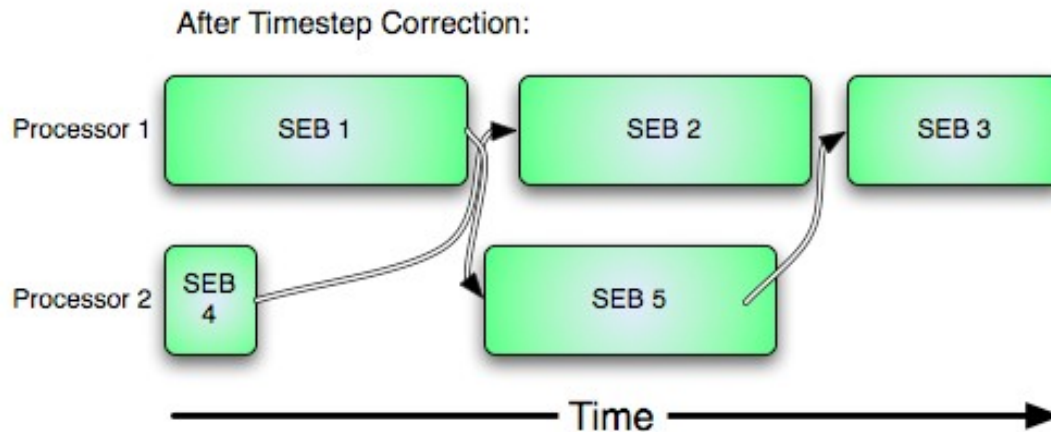 After Timestep Correction:
Processor 1
SEB 1
SEB 2
SEB 3
Processor 2
SEB
4
SEB 5
Time